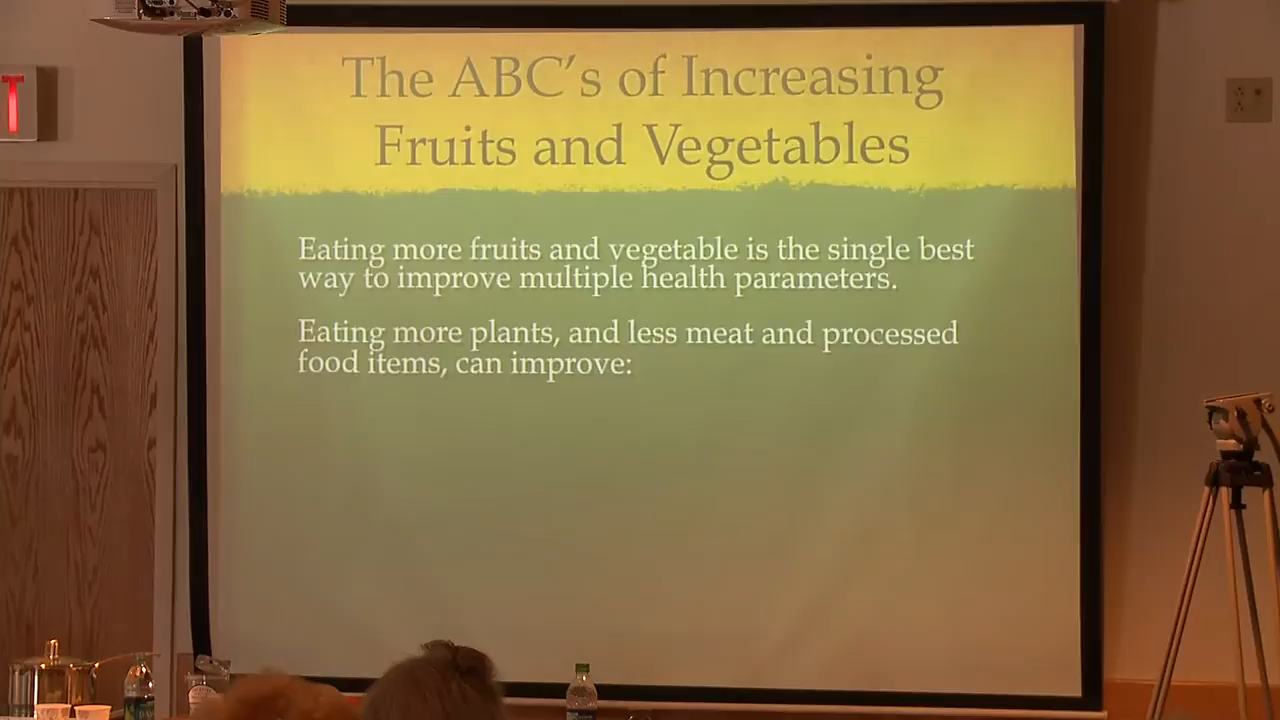 The ABC's of Increasing
Fruits and Vegetables
Eating more fruits and vegetable is the single best
way to improve multiple health parameters.
Eating more plants, and less meat and processed
food items, can improve:
T